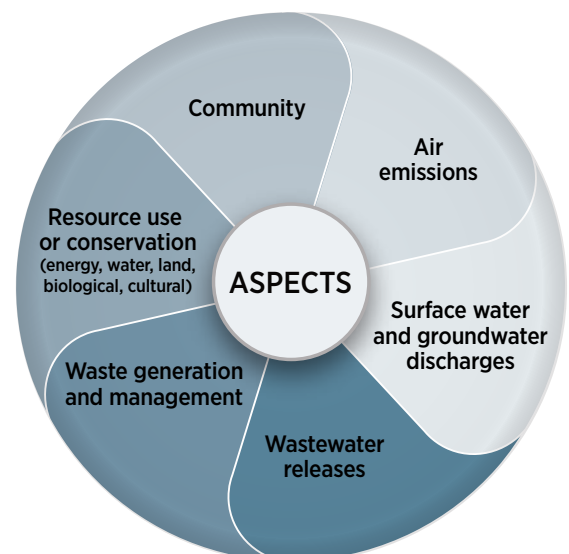 Community
Air
emissions
Resource use
or conservation
(energy, water, land,
biological, cultural)
ASPECTS
Surface water
and groundwater
discharges
Waste generation
and management
Wastewater
releases